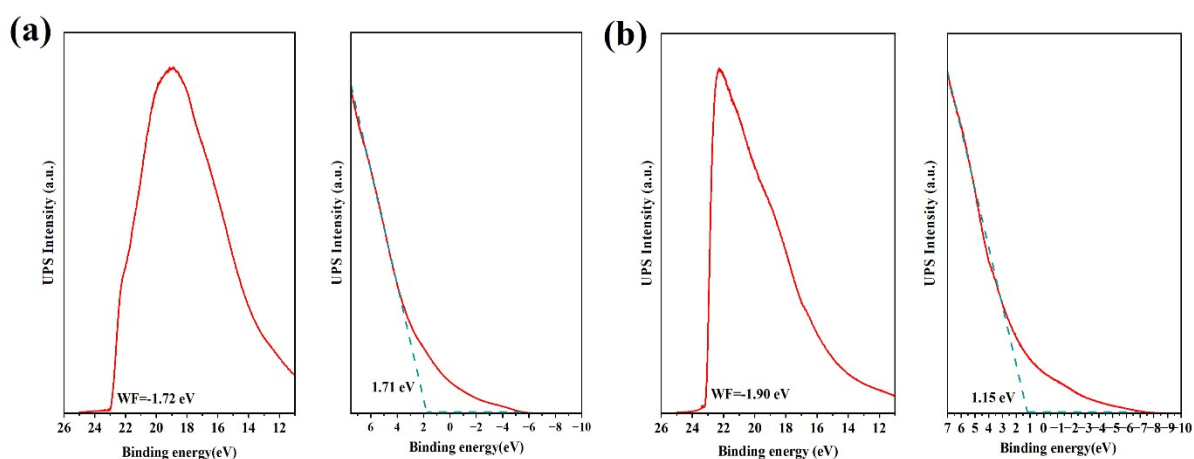 (a)
UPS Intensity (a.u.)
WF=-1.72 eV
26 24 22 20 18 16 14 12
Binding energy(eV)
UPS Intensity (a.u.)
1.71 eV
6 4 2 0 −2 −4 −6 −8 −10
Binding energy(eV)
(b)
UPS Intensity (a.u.)
WF=-1.90 eV
26 24 22 20 18 16 14 12
Binding energy (eV)
UPS Intensity (a.u.)
1.15 eV
7 6 5 4 3 2 1 0 −1−2−3−4−5−6−7−8−9−10
Binding energy(eV)